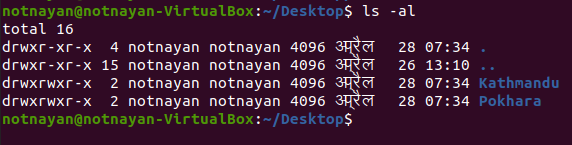 notnayan@notnayan-VirtualBox:~/Desktop$ ls -al
total 16
drwxr-xr-x  4 notnayan notnayan 4096 अप्रैल  28 07:34 .
drwxr-xr-x 15 notnayan notnayan 4096 अप्रैल  26 13:10 ..
drwxrwxr-x  2 notnayan notnayan 4096 अप्रैल  28 07:34 Kathmandu
drwxrwxr-x  2 notnayan notnayan 4096 अप्रैल  28 07:34 Pokhara
notnayan@notnayan-VirtualBox:~/Desktop$